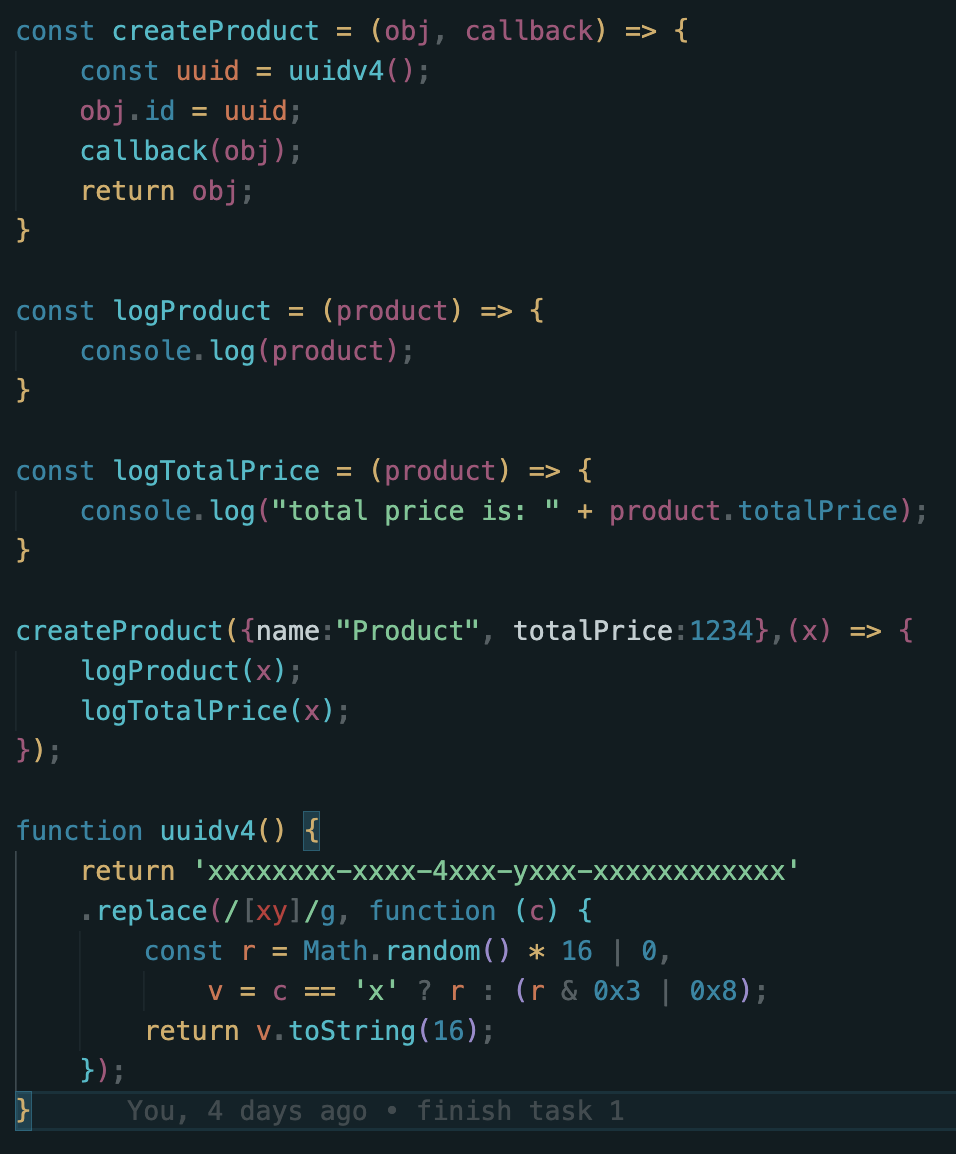 const createProduct = (obj, callback) => {
    const uuid = uuidv4();
    obj.id = uuid;
    callback(obj);
    return obj;
}

const logProduct = (product) => {
    console.log(product);
}

const logTotalPrice = (product) => {
    console.log("total price is: " + product.totalPrice);
}

createProduct({name:"Product", totalPrice:1234},(x) => {
    logProduct(x);
    logTotalPrice(x);
});

function uuidv4() {
    return 'xxxxxxxx-xxxx-4xxx-yxxx-xxxxxxxxxxxx'
    .replace(/[xy]/g, function (c) {
        const r = Math.random() * 16 | 0,
            v = c == 'x' ? r : (r & 0x3 | 0x8);
        return v.toString(16);
    });
}      You, 4 days ago • finish task 1